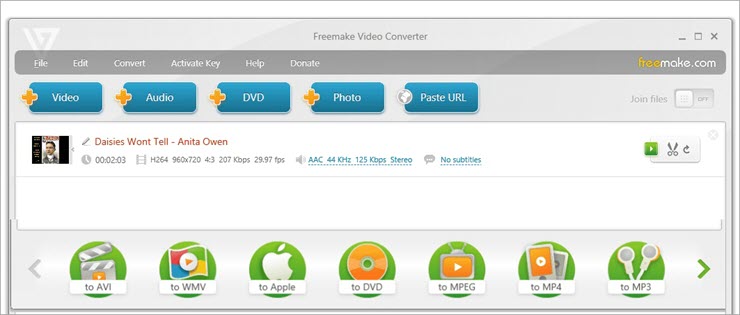 Freemake Video Converter
File Edit Convert Activate Key Help Donate
freemake.com
Video Audio DVD Photo Paste URL
Join files OFF
Daisies Wont Tell - Anita Owen
00:02:03 H264 960x720 4:3 207 Kbps 29.97 fps AAC 44 KHz 125 Kbps Stereo No subtitles
to AVI to WMV to Apple to DVD to MPEG to MP4 to MP3